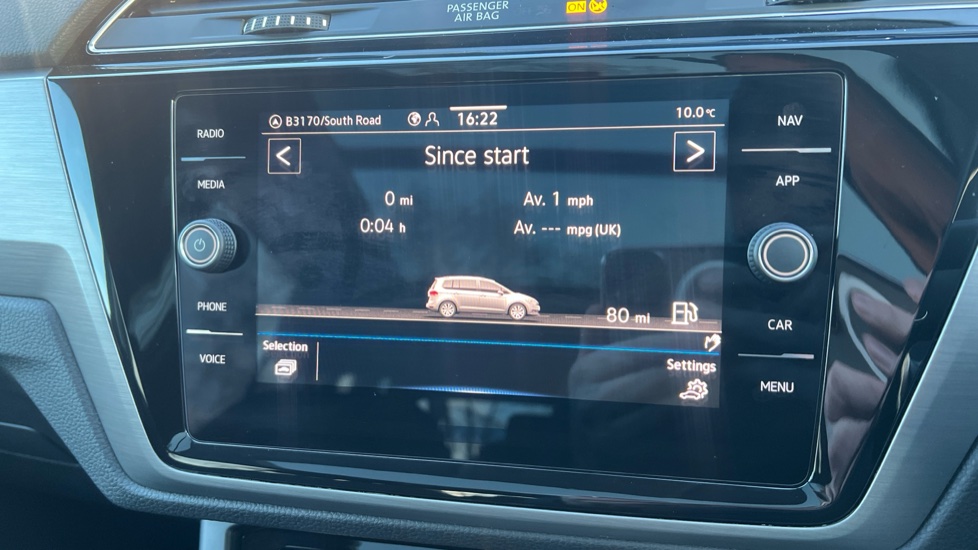 PASSENGER
AIR BAG
ON
RADIO
MEDIA
PHONE
VOICE
B3170/South Road
16:22
10.0°C
<
Since start
>
0 mi
Av. 1 mph
0:04 h
Av. --- mpg (UK)
80 mi
Selection
Settings
NAV
APP
CAR
MENU